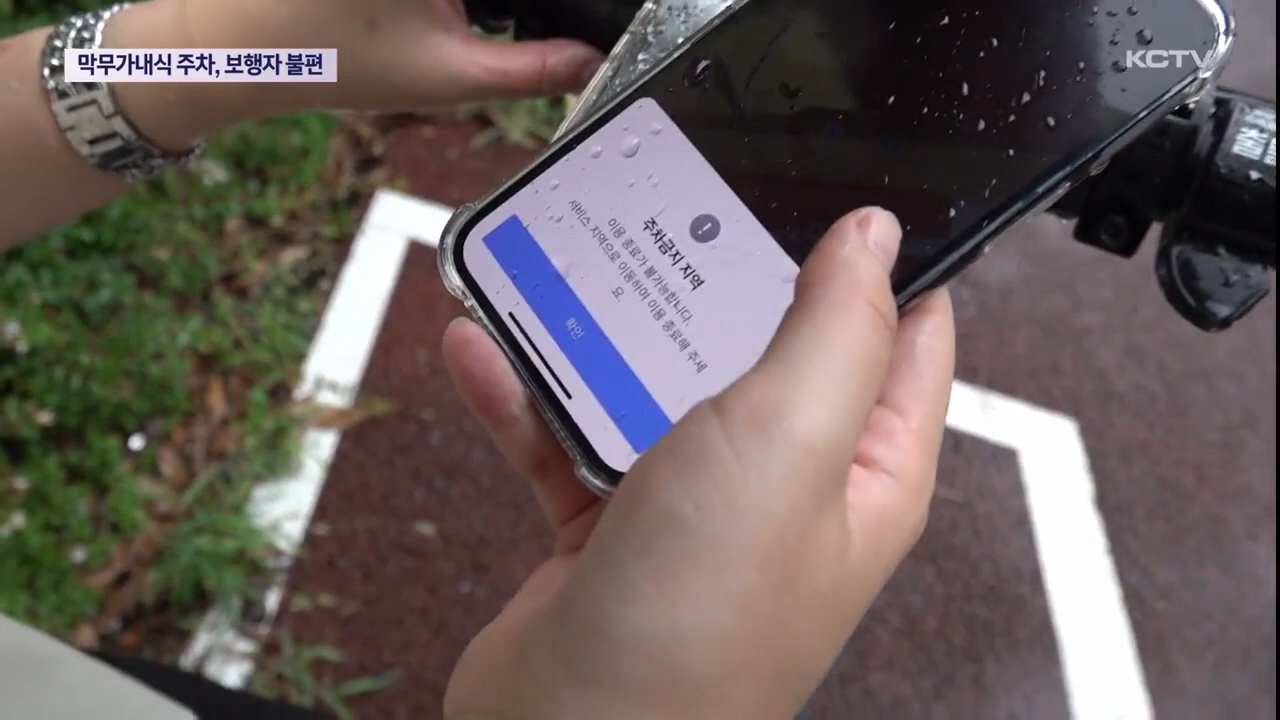 막무가내식 주차, 보행자 불편
KCTV
!
주차금지 지역
이용 종료가 불가능합니다.
서비스 지역으로 이동하여 이용 종료해 주세
요.
확인